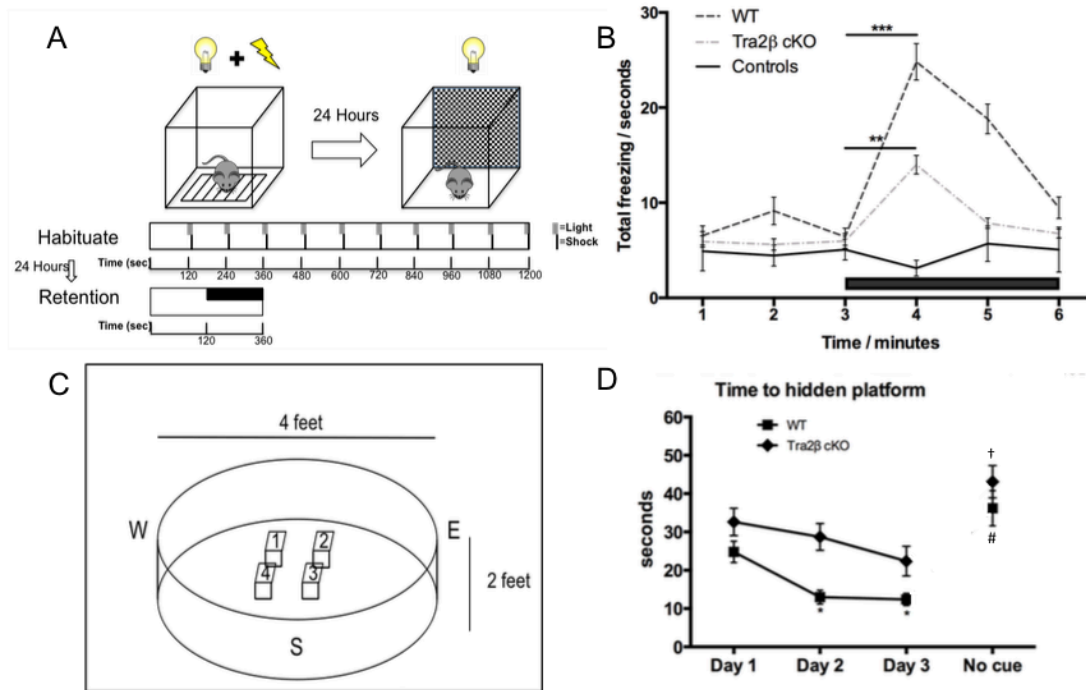 A
+
24 Hours
Habituate
=Light
=Shock
Time (sec)
120 240 360 480 600 720 840 960 1080 1200
24 Hours
Retention
Time (sec)
120 360
B
WT
Tra2β cKO
Controls
***
**
Total freezing / seconds
30
20
10
0
1 2 3 4 5 6
Time / minutes
C
4 feet
W
E
1 2
4 3
2 feet
S
D
Time to hidden platform
WT
Tra2β cKO
seconds
60
50
40
30
20
10
0
†
#
* *
Day 1 Day 2 Day 3 No cue